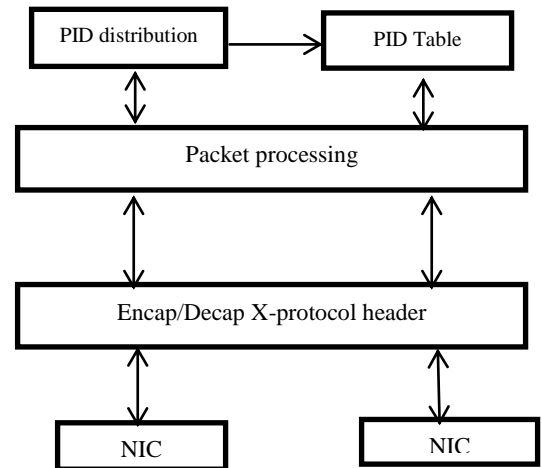 PID distribution
PID Table
Packet processing
Encap/Decap X-protocol header
NIC
NIC